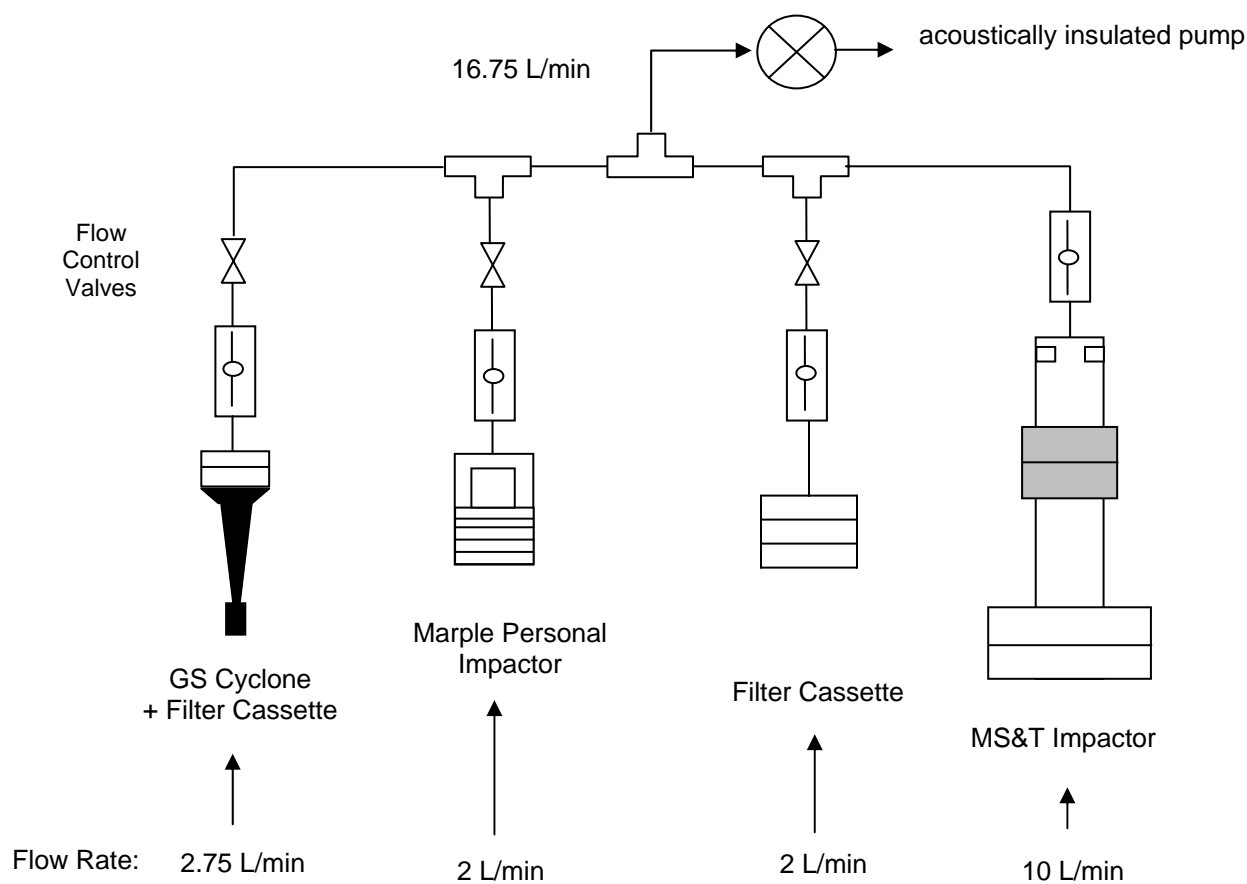 acoustically insulated pump
16.75 L/min
Flow
Control
Valves
GS Cyclone
+ Filter Cassette
Marple Personal
Impactor
Filter Cassette
MS&T Impactor
Flow Rate:
2.75 L/min
2 L/min
2 L/min
10 L/min